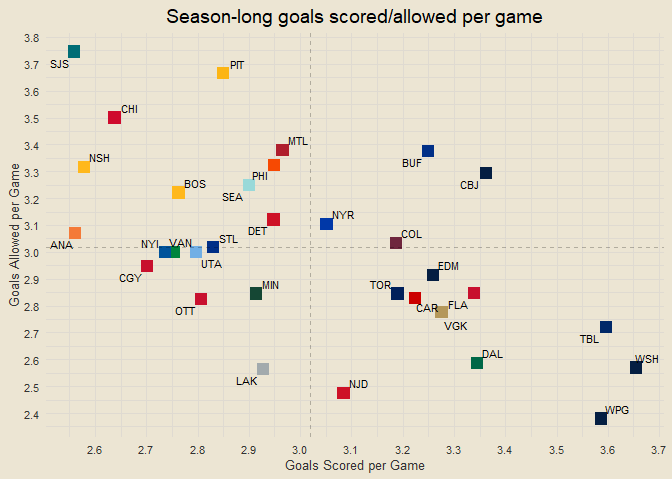 Season-long goals scored/allowed per game
3.8
3.7
3.6
3.5
3.4
3.3
3.2
3.1
3.0
2.9
2.8
2.7
2.6
2.5
2.4
Goals Allowed per Game
SJS
PIT
CHI
MTL
NSH
BUF
PHI
CBJ
BOS
SEA
NYR
DET
COL
ANA
NYI
VAN
STL
UTA
CGY
EDM
MIN
TOR
OTT
CAR
FLA
VGK
TBL
DAL
WSH
LAK
NJD
WPG
2.6 2.7 2.8 2.9 3.0 3.1 3.2 3.3 3.4 3.5 3.6 3.7
Goals Scored per Game